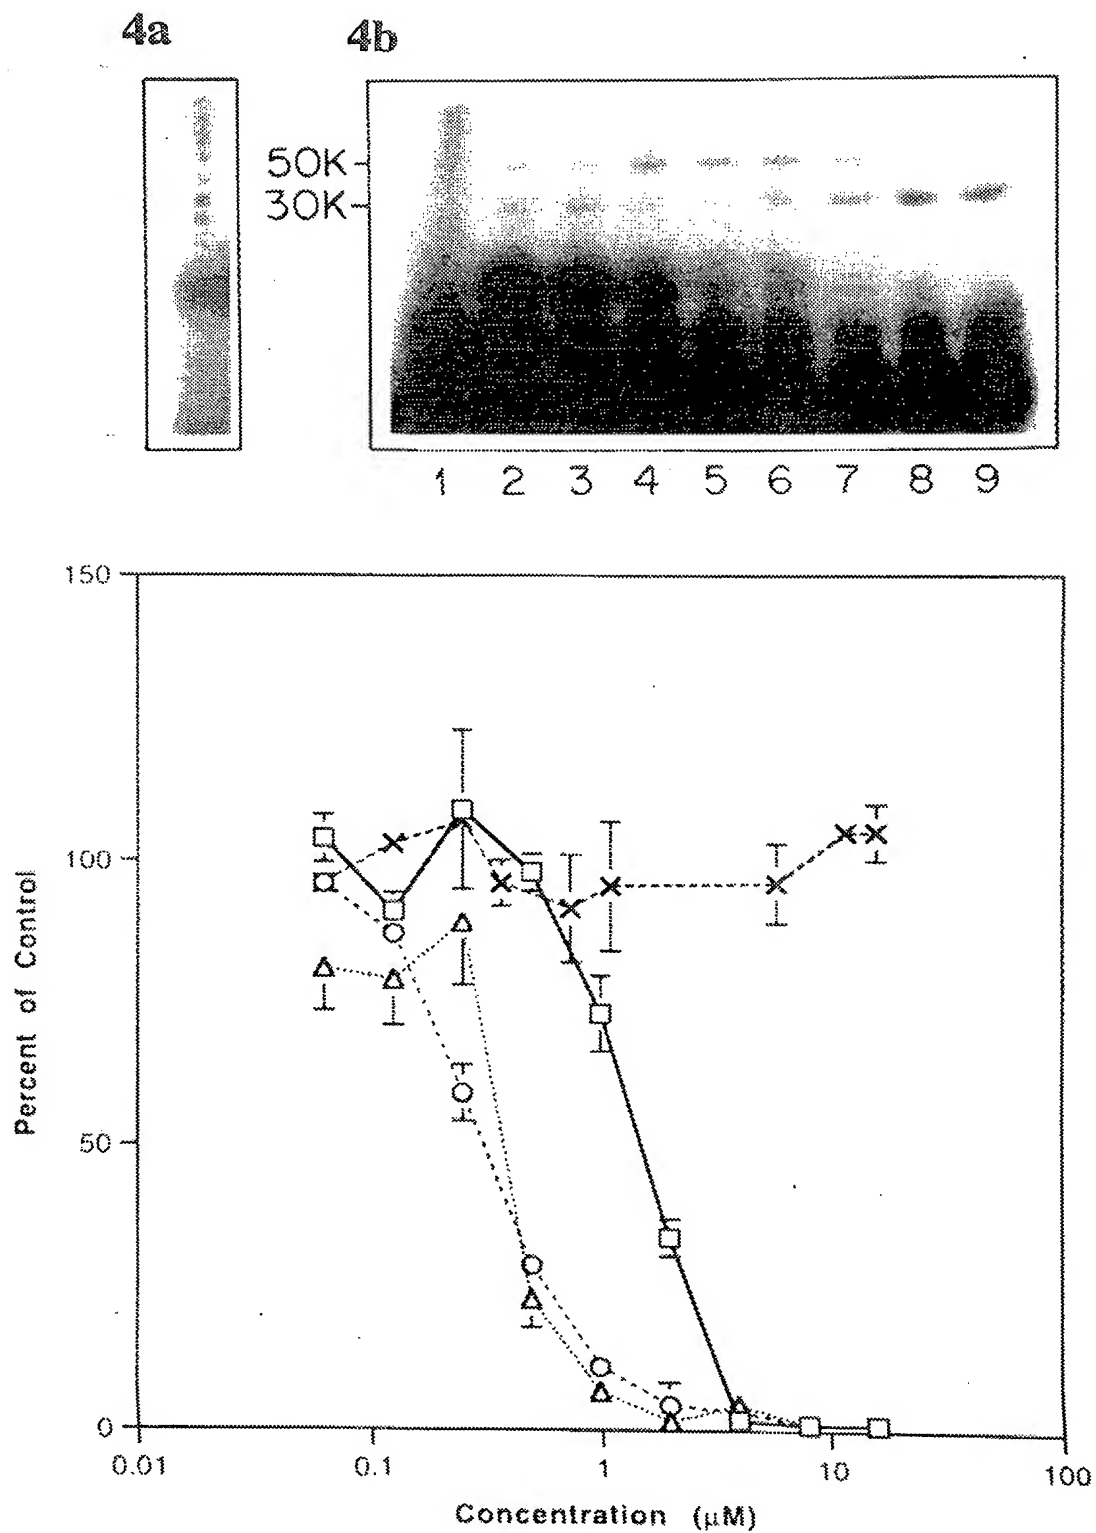 4a 4b
50K
30K
1 2 3 4 5 6 7 8 9
150
100
50
0
Percent of Control
0.01 0.1 1 10 100
Concentration (μM)